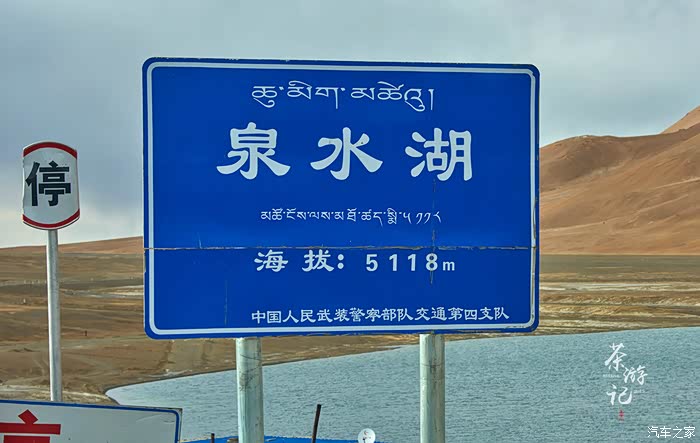 ཆུ་མིག་མཚེའུ།
泉水湖
མཚོ་ངོས་ལས་མཐོ་ཚད་སྨི་༥༡༡༨
海拔：5118m
中国人民武装警察部队交通第四支队
停
茶游记
汽车之家